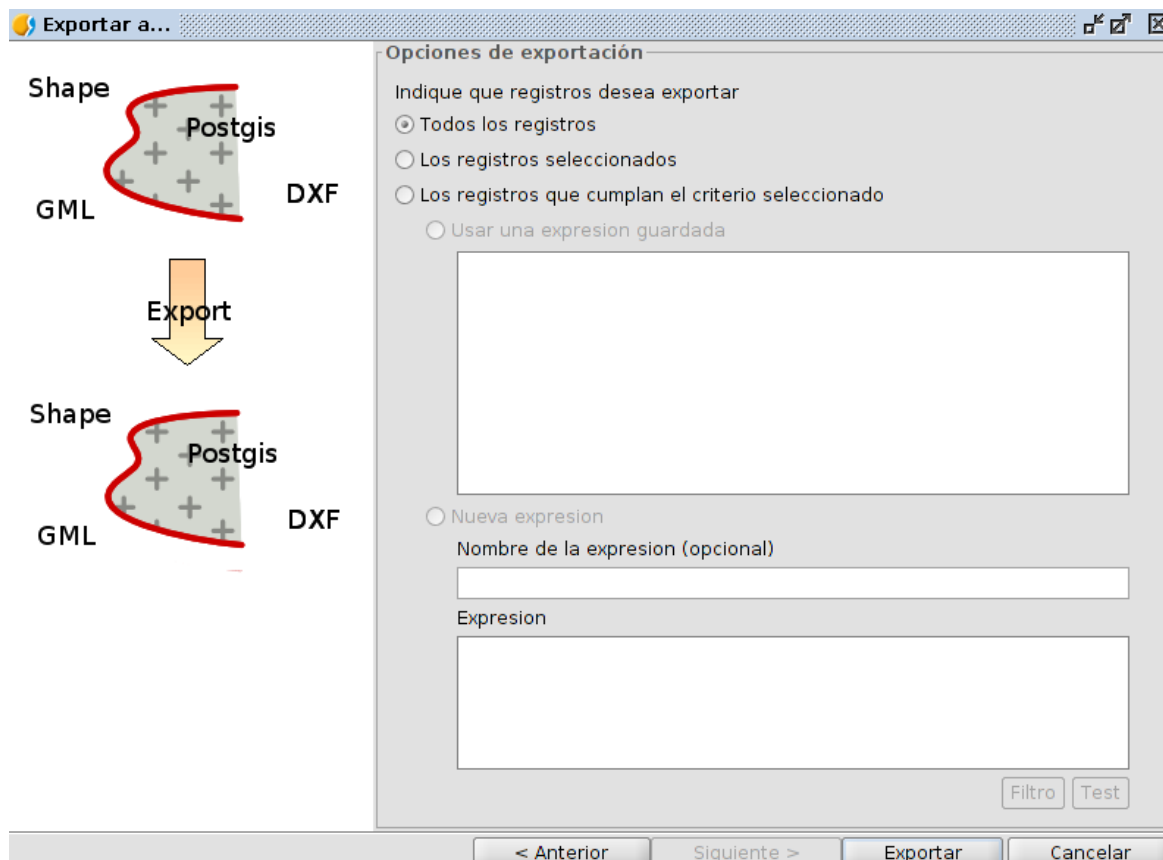 Exportar a...
Shape
Postgis
DXF
GML
Export
Shape
Postgis
DXF
GML
Opciones de exportación
Indique que registros desea exportar
Todos los registros
Los registros seleccionados
Los registros que cumplan el criterio seleccionado
Usar una expresion guardada
Nueva expresion
Nombre de la expresion (opcional)
Expresion
Filtro Test
< Anterior Siguiente > Exportar Cancelar